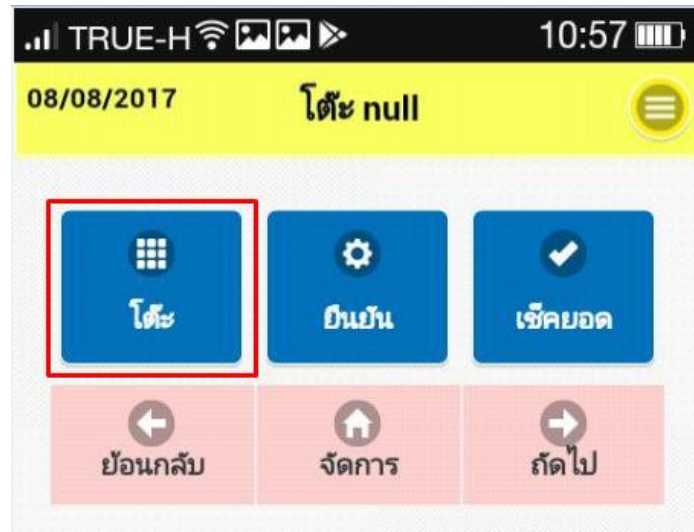 TRUE-H 10:57
08/08/2017 โต๊ะ null
โต๊ะ ยืนยัน เช็คยอด
ย้อนกลับ จัดการ ถัดไป